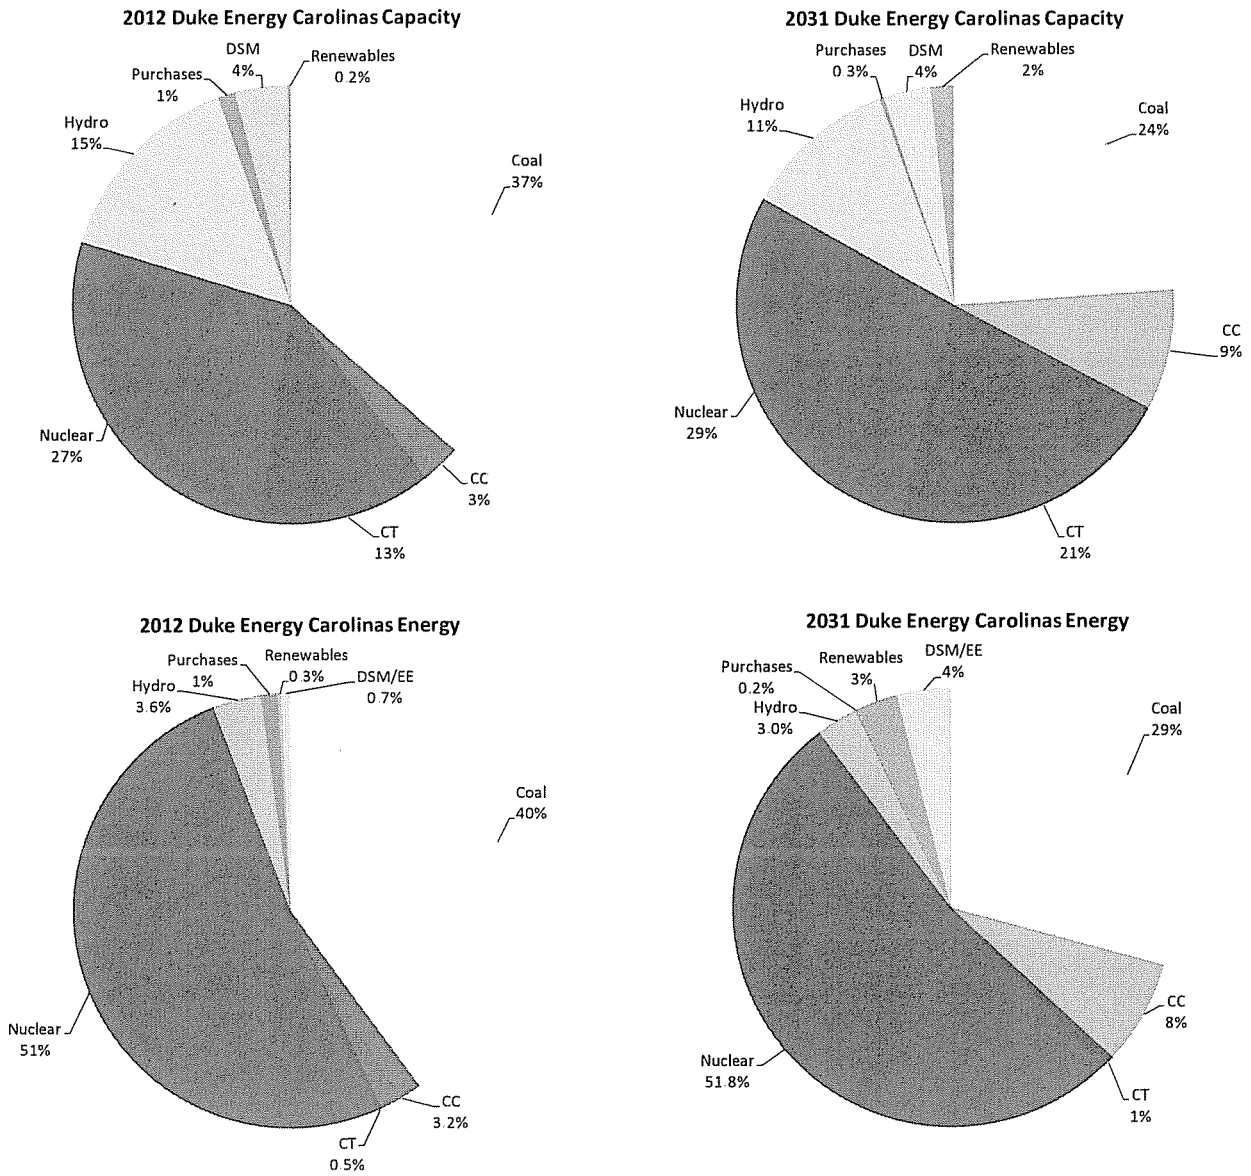 2012 Duke Energy Carolinas Capacity
DSM
4%
Renewables
0.2%
Purchases
1%
Hydro
15%
Coal
37%
Nuclear
27%
CC
3%
CT
13%
2031 Duke Energy Carolinas Capacity
Purchases
0.3%
DSM
4%
Renewables
2%
Hydro
11%
Coal
24%
CC
9%
Nuclear
29%
CT
21%
2012 Duke Energy Carolinas Energy
Purchases
1%
Renewables
0.3%
DSM/EE
0.7%
Hydro
3.6%
Coal
40%
Nuclear
51%
CC
3.2%
CT
0.5%
2031 Duke Energy Carolinas Energy
Purchases
0.2%
Renewables
3%
DSM/EE
4%
Hydro
3.0%
Coal
29%
CC
8%
Nuclear
51.8%
CT
1%